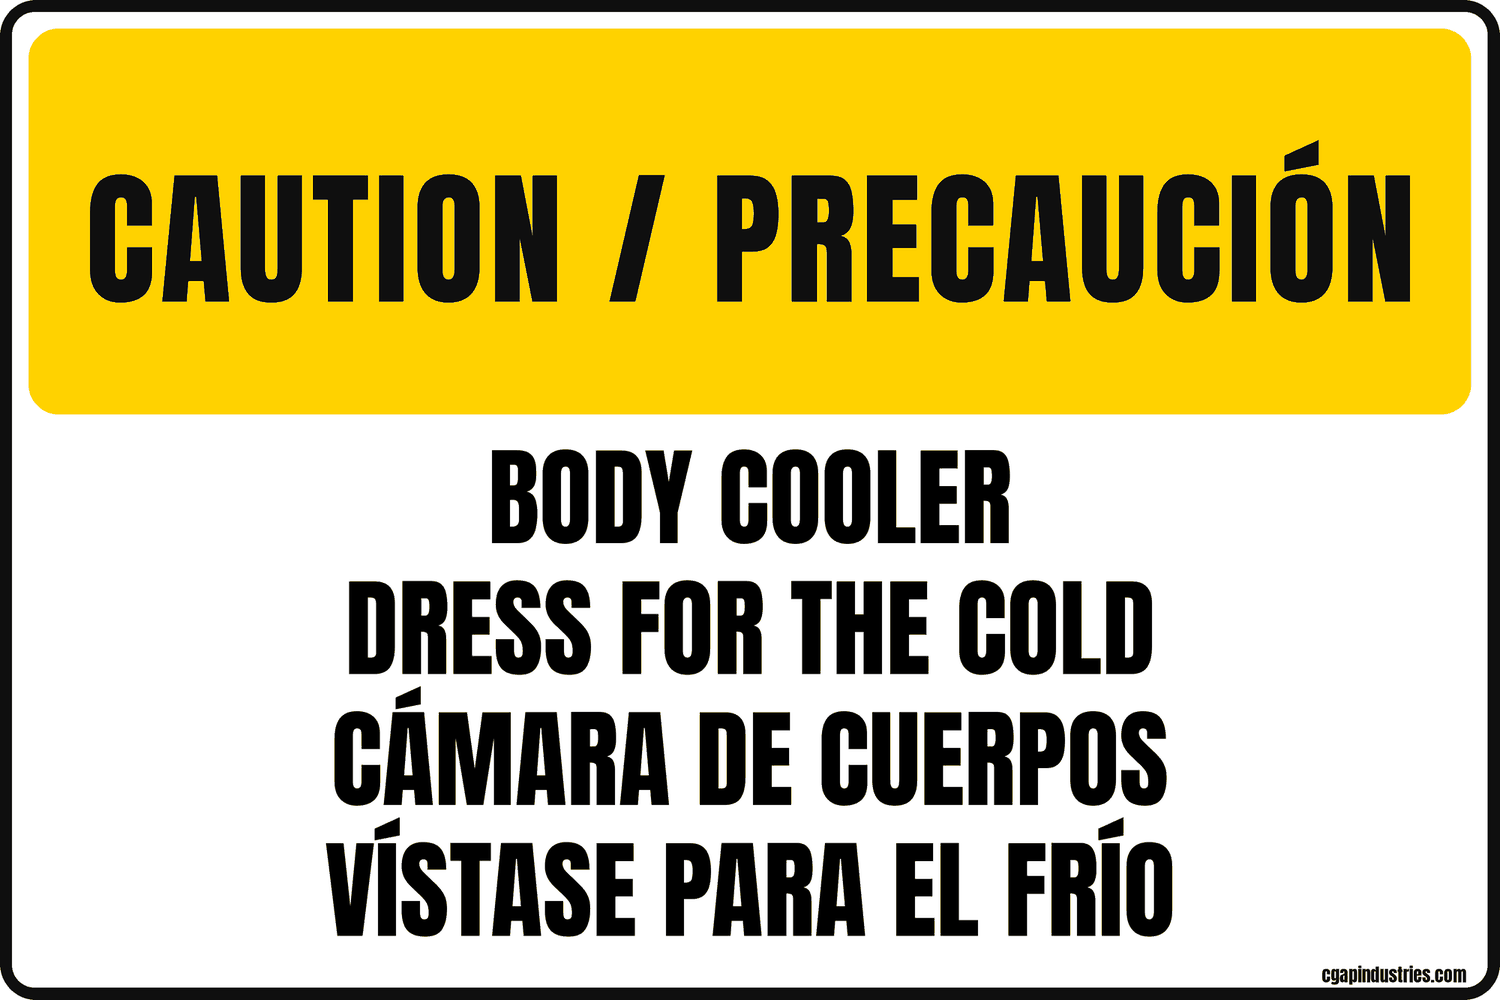 CAUTION / PRECAUCIÓN
BODY COOLER
DRESS FOR THE COLD
CÁMARA DE CUERPOS
VÍSTASE PARA EL FRÍO
cgapindustries.com